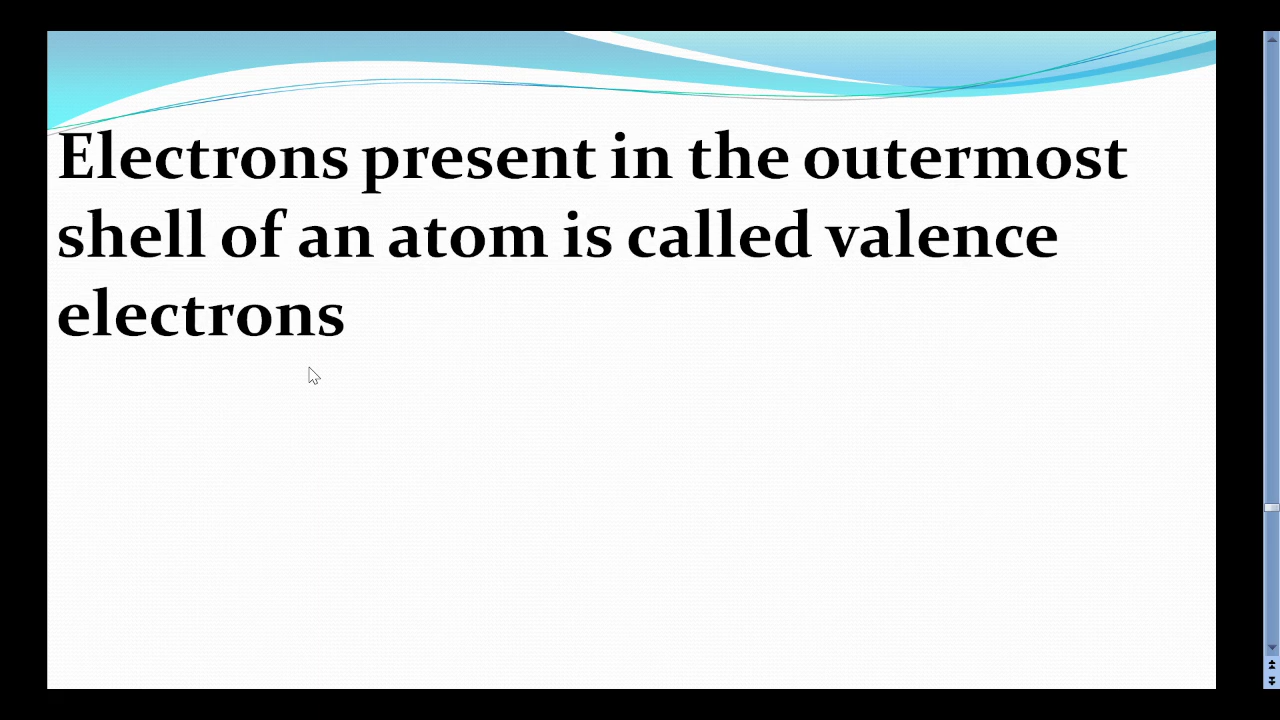 Electrons present in the outermost
shell of an atom is called valence
electrons